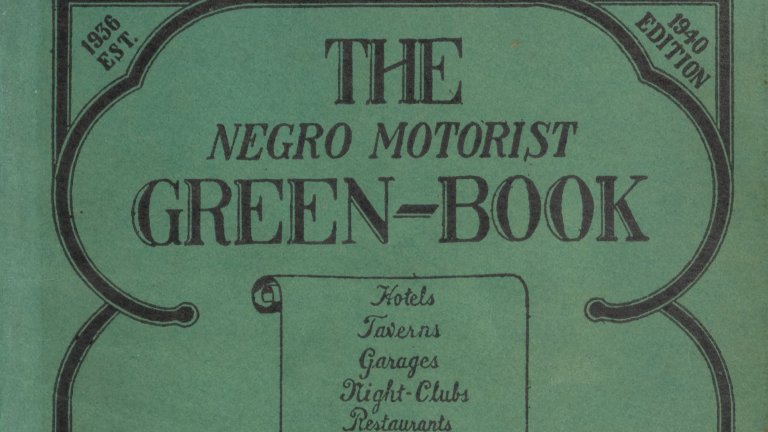 1936
EST.
1940
EDITION
THE
NEGRO MOTORIST
GREEN-BOOK
Hotels
Taverns
Garages
Night-Clubs
Restaurants